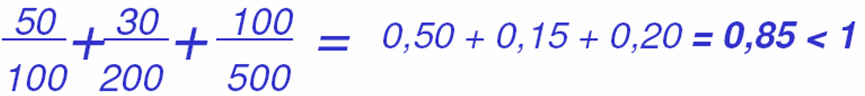 50/100 + 30/200 + 100/500 = 0,50 + 0,15 + 0,20 = 0,85 < 1